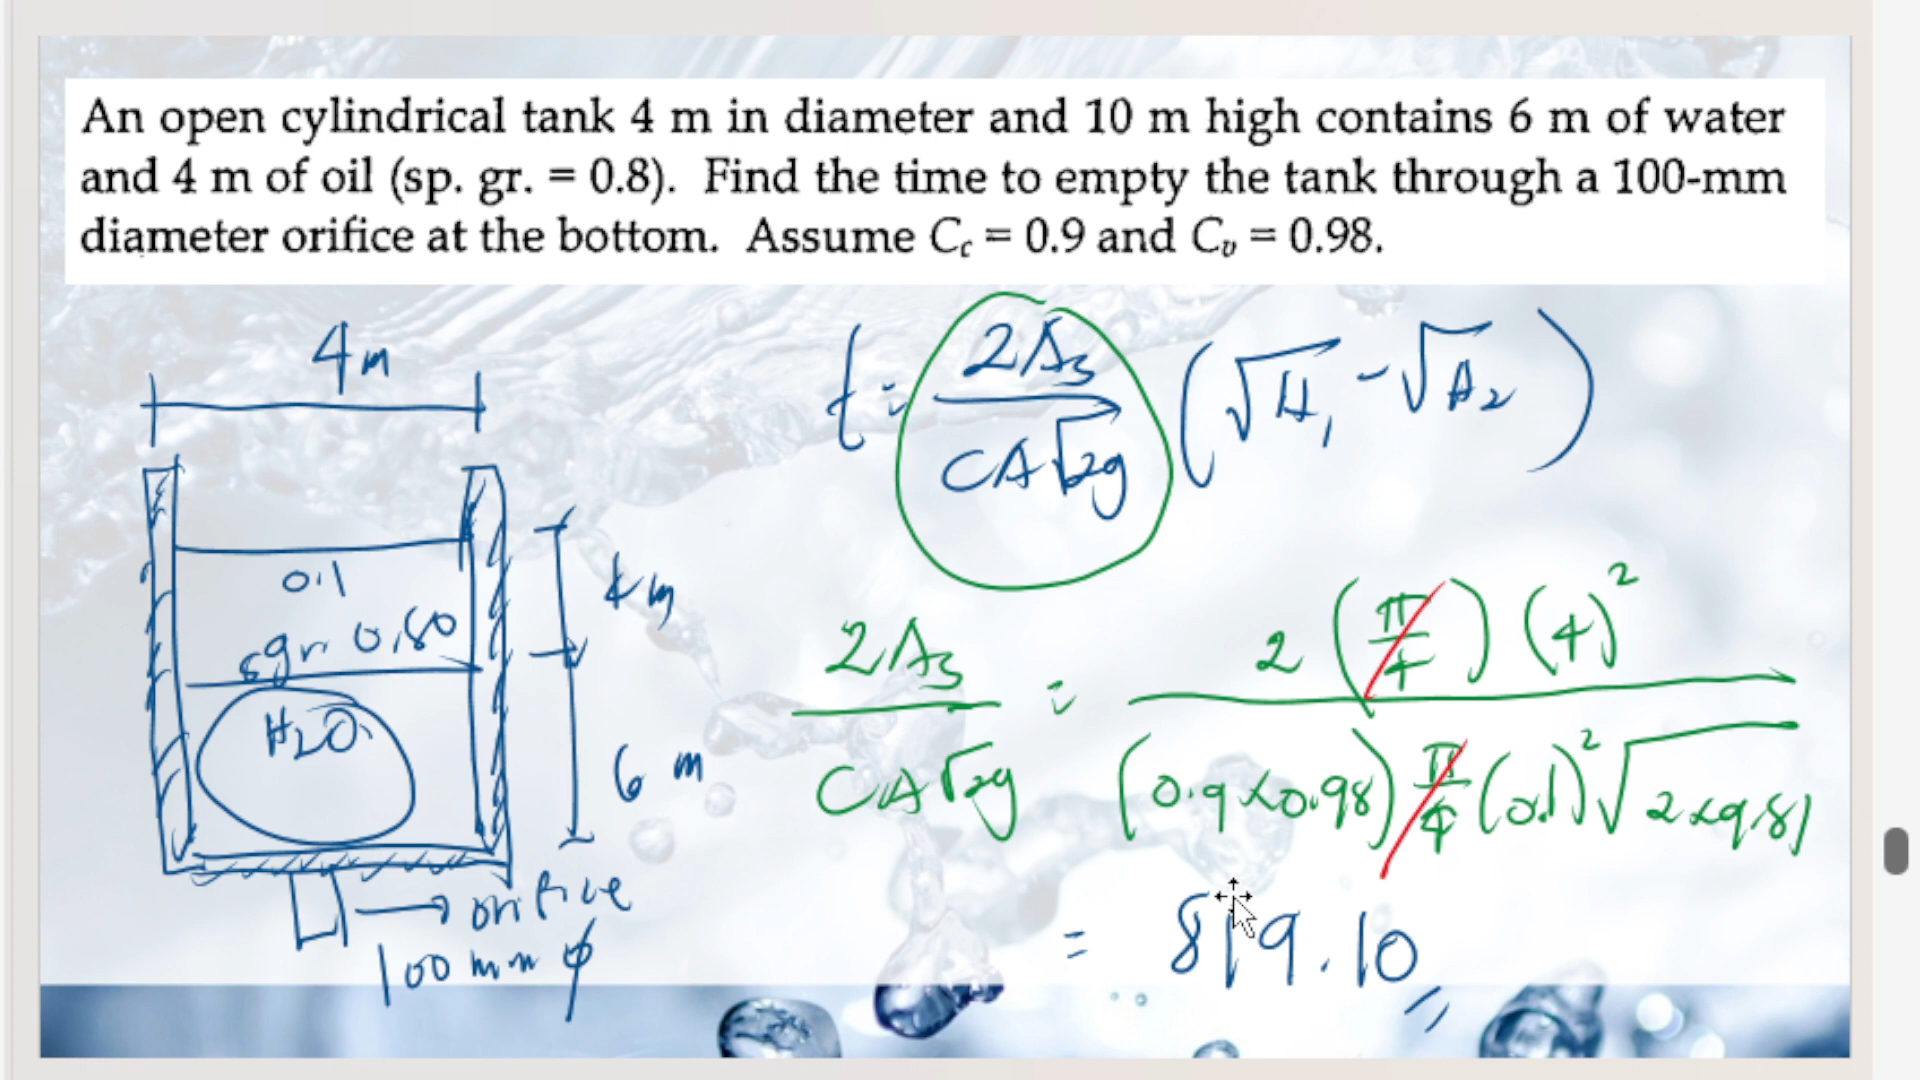 An open cylindrical tank 4 m in diameter and 10 m high contains 6 m of water
and 4 m of oil (sp. gr. = 0.8).  Find the time to empty the tank through a 100-mm
diameter orifice at the bottom.  Assume Cc = 0.9 and Cv = 0.98.
4m
oil
sgr. 0.80
H2O
4m
6 m
orifice
100 mm φ
t = 2As / CA√2g (√H1 - √H2)
2As / CA√2g = 2 (π/4) (4)² / (0.9 x 0.98) π/4 (0.1)² √2x9.81
= 819.10